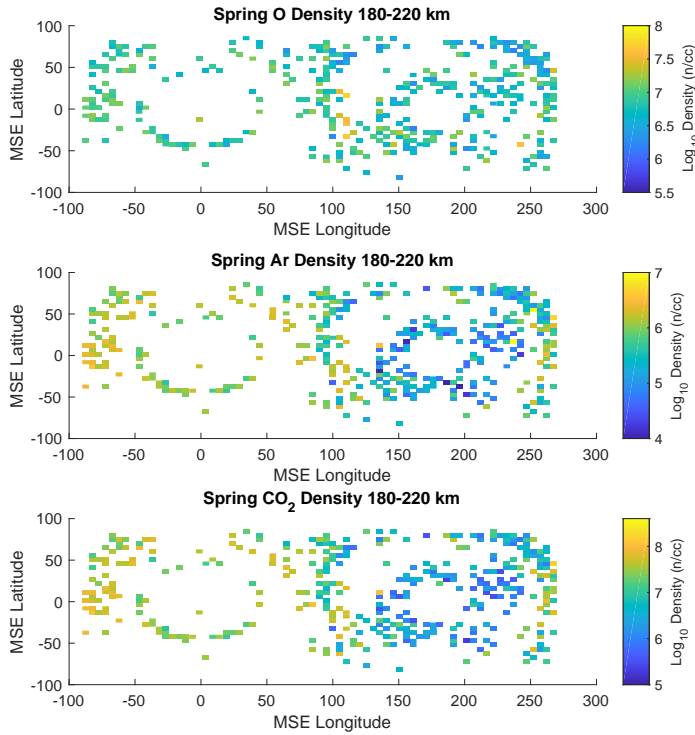 Spring O Density 180-220 km
100
50
0
-50
-100
MSE Latitude
-100 -50 0 50 100 150 200 250 300
MSE Longitude
8
7.5
7
6.5
6
5.5
Log10 Density (n/cc)
Spring Ar Density 180-220 km
100
50
0
-50
-100
MSE Latitude
-100 -50 0 50 100 150 200 250 300
MSE Longitude
7
6
5
4
Log10 Density (n/cc)
Spring CO2 Density 180-220 km
100
50
0
-50
-100
MSE Latitude
-100 -50 0 50 100 150 200 250 300
MSE Longitude
8
7
6
5
Log10 Density (n/cc)